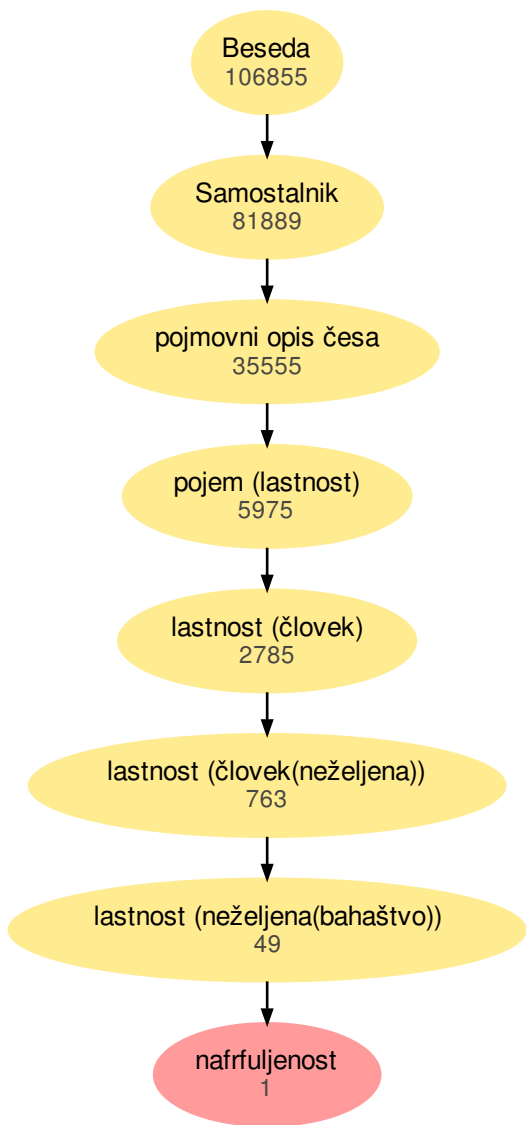 Beseda
106855
Samostalnik
81889
pojmovni opis česa
35555
pojem (lastnost)
5975
lastnost (človek)
2785
lastnost (človek(neželjena))
763
lastnost (neželjena(bahaštvo))
49
nafrfuljenost
1